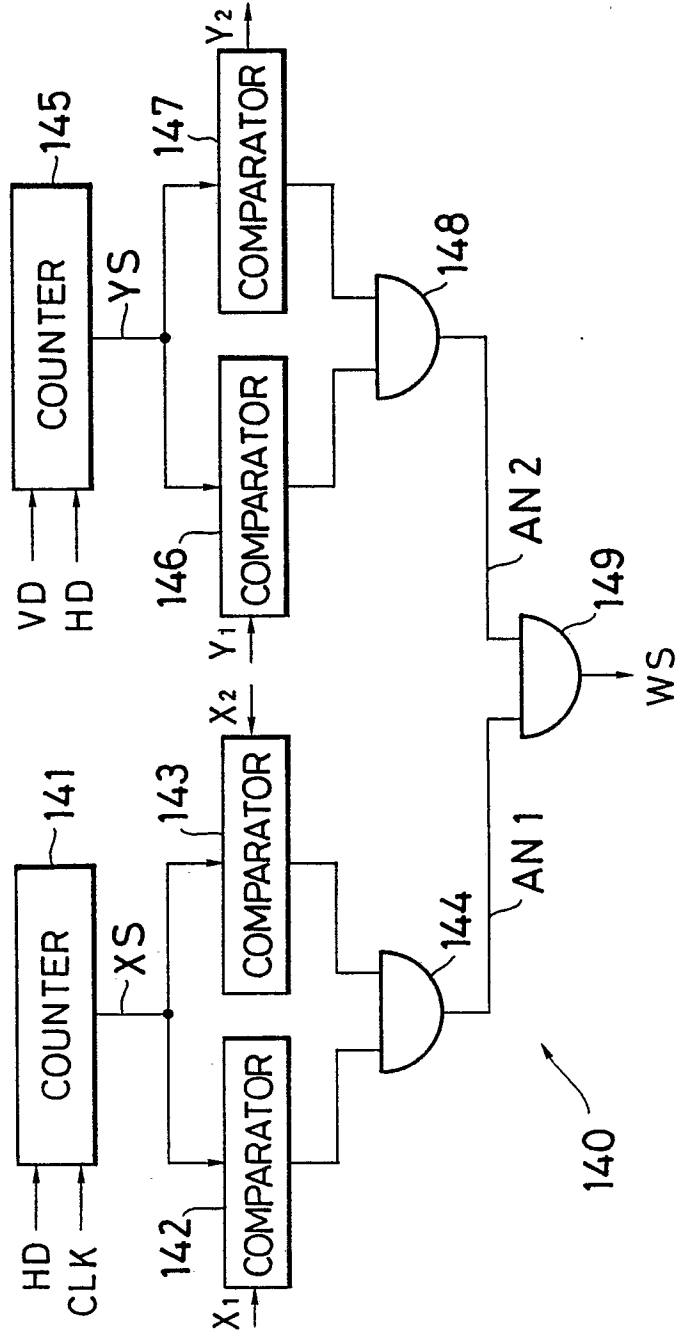 HD
CLK
COUNTER
141
XS
X1
142
COMPARATOR
143
COMPARATOR
X2
144
AN 1
VD
HD
COUNTER
145
YS
Y1
146
COMPARATOR
147
COMPARATOR
Y2
148
AN 2
149
WS
140